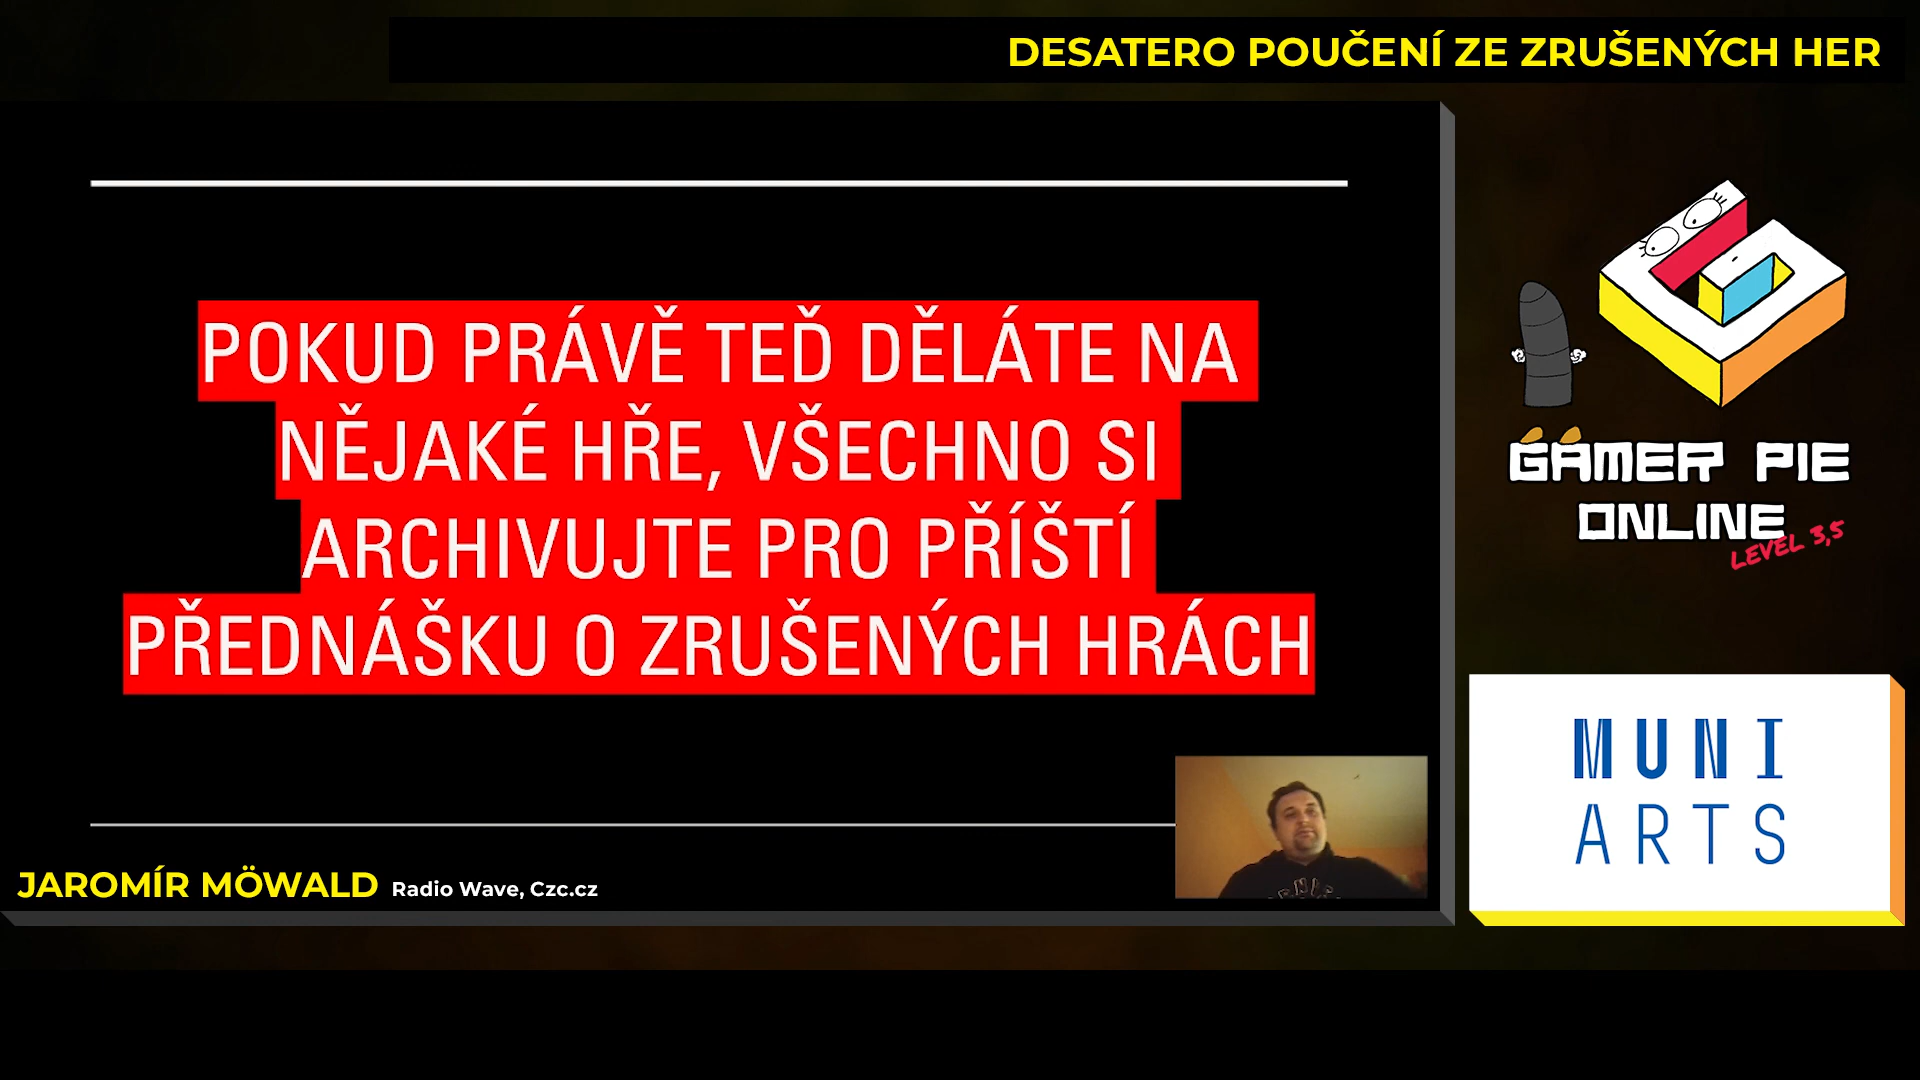 DESATERO POUČENÍ ZE ZRUŠENÝCH HER
POKUD PRÁVĚ TEĎ DĚLÁTE NA
NĚJAKÉ HŘE, VŠECHNO SI
ARCHIVUJTE PRO PŘÍŠTÍ
PŘEDNÁŠKU O ZRUŠENÝCH HRÁCH
JAROMÍR MÖWALD Radio Wave, Czc.cz
GAMER PIE
ONLINE
LEVEL 3,5
MUNI
ARTS